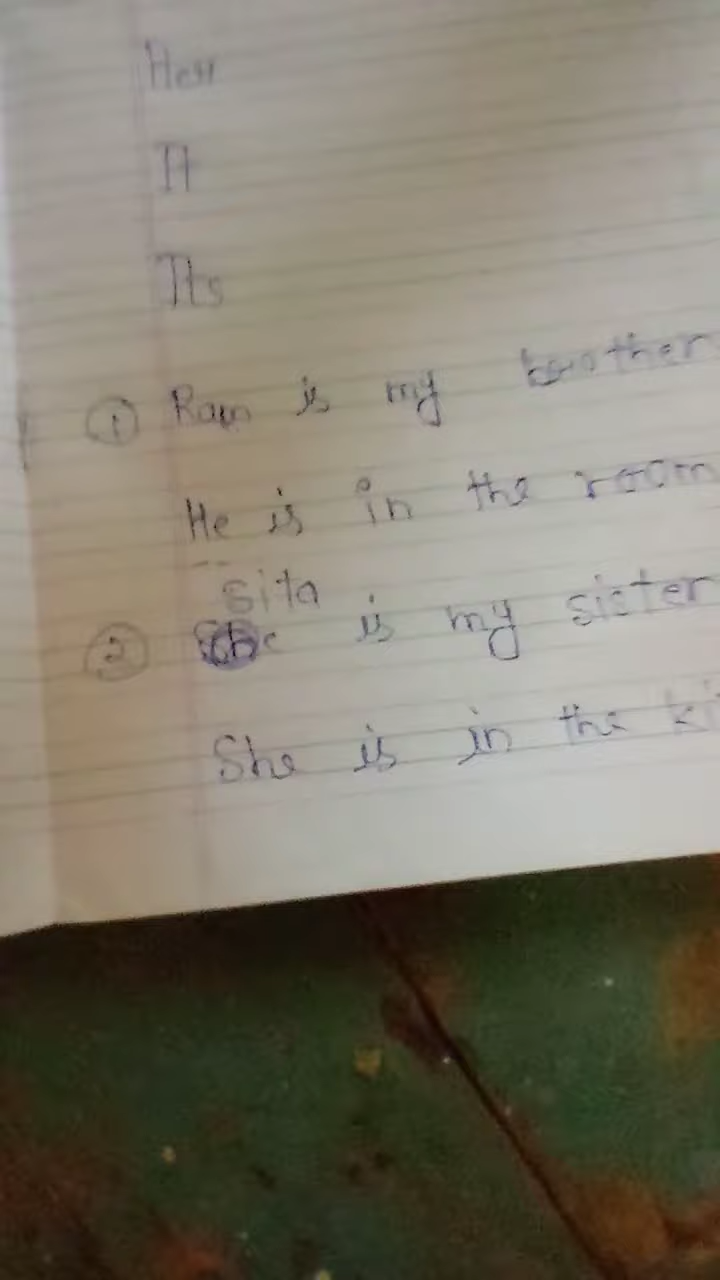 Her
It
Its
① Ram is my brother
He is in the room
sita
② She is my sister
She is in the